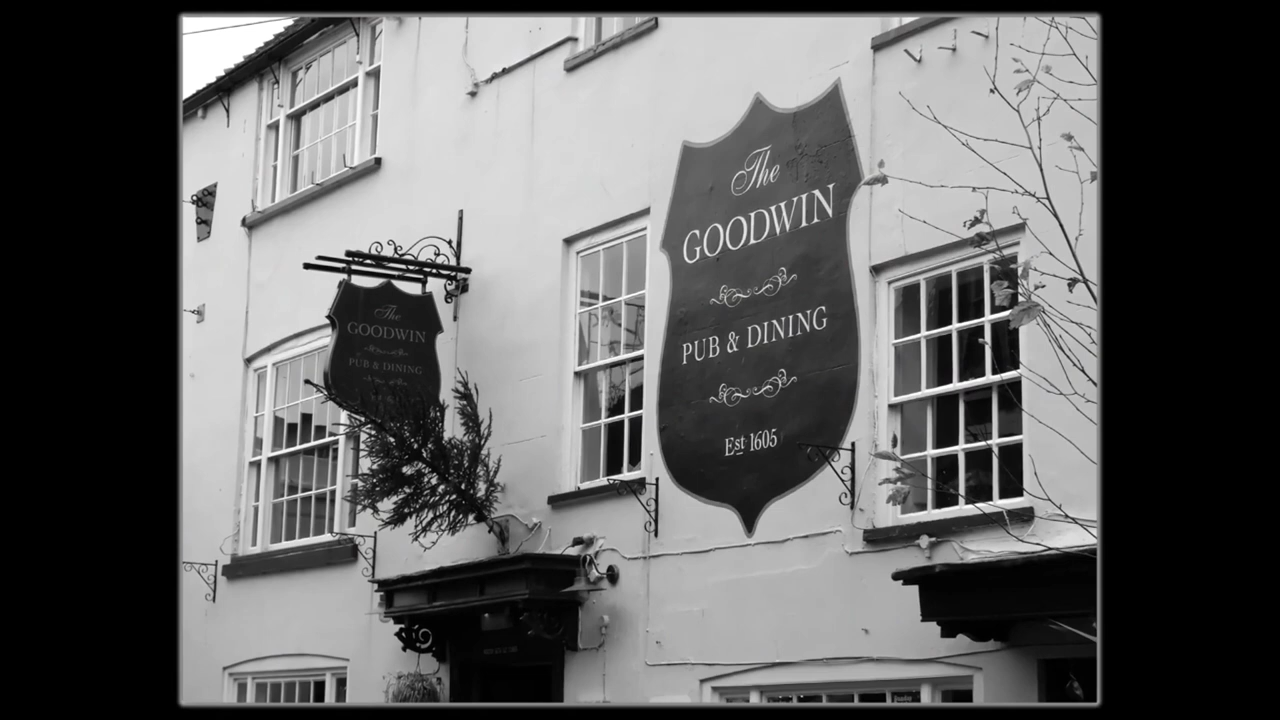 The
GOODWIN
PUB & DINING
The
GOODWIN
PUB & DINING
Est 1605